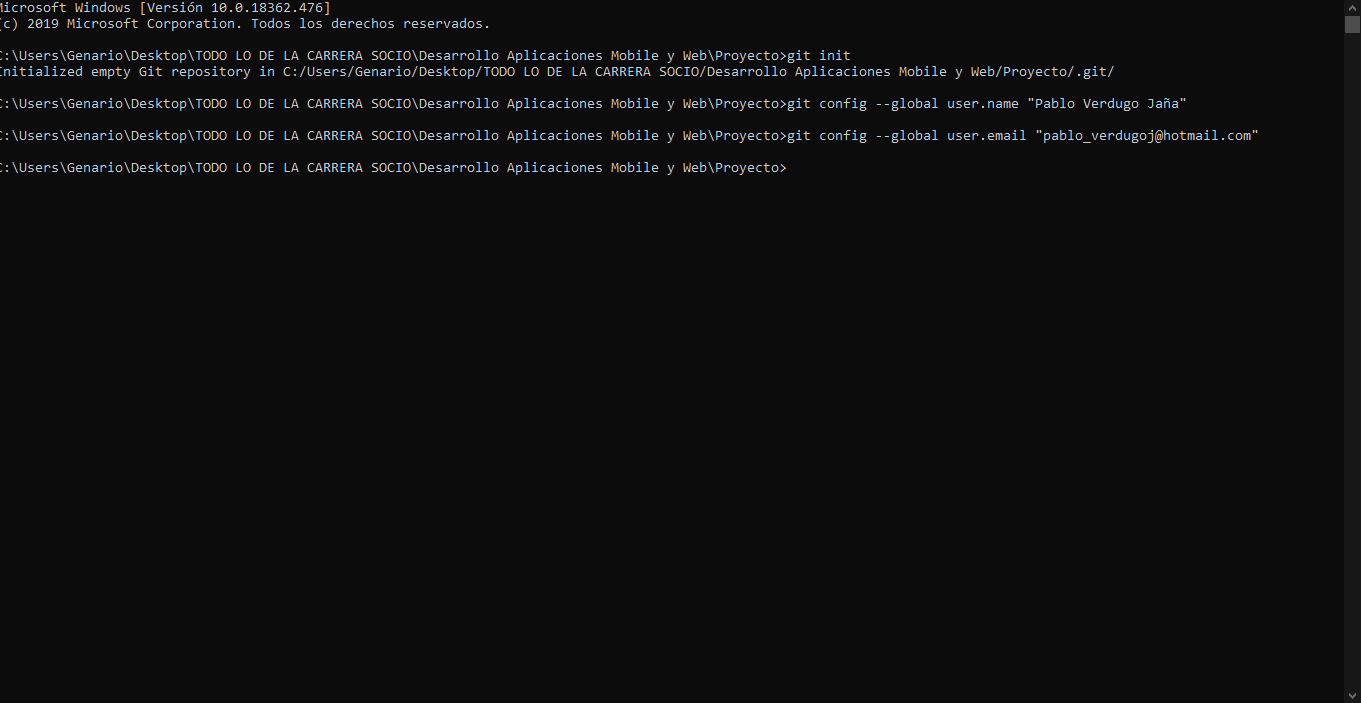 Microsoft Windows [Versión 10.0.18362.476]
(c) 2019 Microsoft Corporation. Todos los derechos reservados.
C:\Users\Genario\Desktop\TODO LO DE LA CARRERA SOCIO\Desarrollo Aplicaciones Mobile y Web\Proyecto>git init
Initialized empty Git repository in C:/Users/Genario/Desktop/TODO LO DE LA CARRERA SOCIO/Desarrollo Aplicaciones Mobile y Web/Proyecto/.git/
C:\Users\Genario\Desktop\TODO LO DE LA CARRERA SOCIO\Desarrollo Aplicaciones Mobile y Web\Proyecto>git config --global user.name "Pablo Verdugo Jaña"
C:\Users\Genario\Desktop\TODO LO DE LA CARRERA SOCIO\Desarrollo Aplicaciones Mobile y Web\Proyecto>git config --global user.email "pablo_verdugoj@hotmail.com"
C:\Users\Genario\Desktop\TODO LO DE LA CARRERA SOCIO\Desarrollo Aplicaciones Mobile y Web\Proyecto>